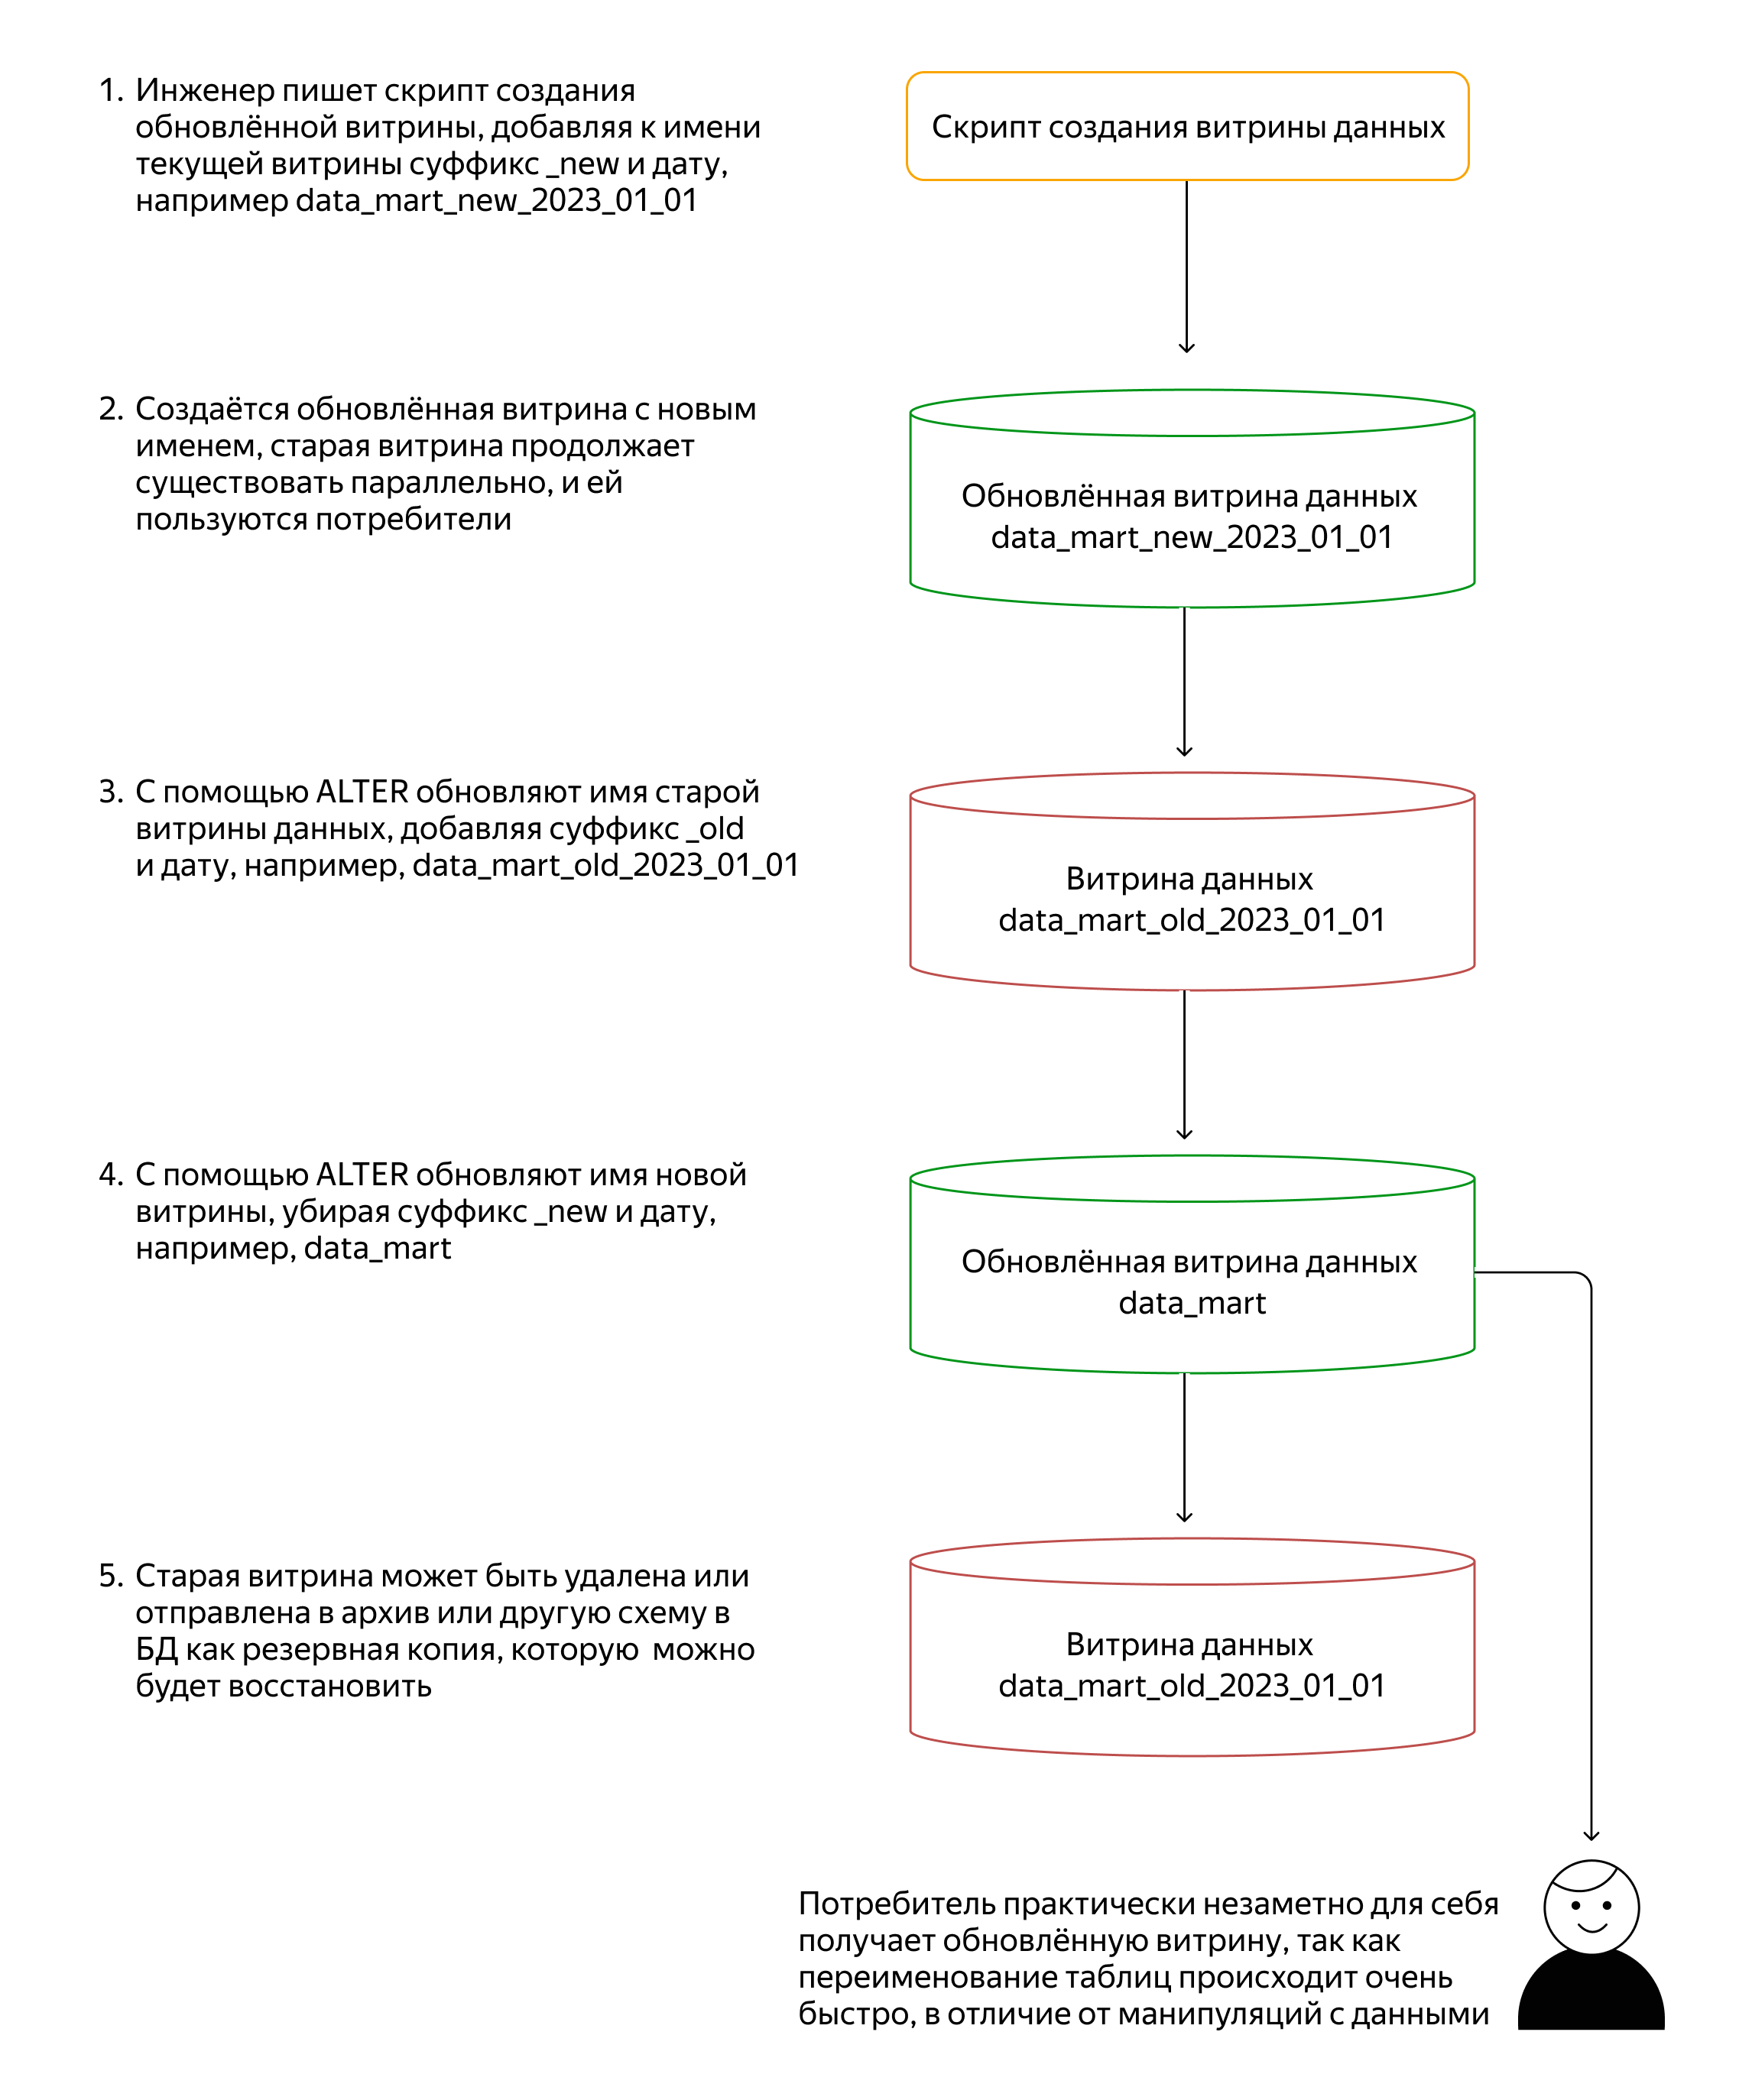 1. Инженер пишет скрипт создания
обновлённой витрины, добавляя к имени
текущей витрины суффикс _new и дату,
например data_mart_new_2023_01_01
Скрипт создания витрины данных
2. Создаётся обновлённая витрина с новым
именем, старая витрина продолжает
существовать параллельно, и ей
пользуются потребители
Обновлённая витрина данных
data_mart_new_2023_01_01
3. С помощью ALTER обновляют имя старой
витрины данных, добавляя суффикс _old
и дату, например, data_mart_old_2023_01_01
Витрина данных
data_mart_old_2023_01_01
4. С помощью ALTER обновляют имя новой
витрины, убирая суффикс _new и дату,
например, data_mart
Обновлённая витрина данных
data_mart
5. Старая витрина может быть удалена или
отправлена в архив или другую схему в
БД как резервная копия, которую  можно
будет восстановить
Витрина данных
data_mart_old_2023_01_01
Потребитель практически незаметно для себя
получает обновлённую витрину, так как
переименование таблиц происходит очень
быстро, в отличие от манипуляций с данными